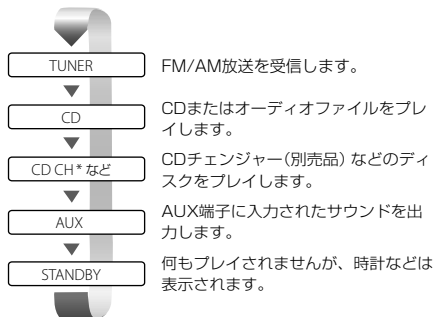 TUNER
FM/AM放送を受信します。
CD
CDまたはオーディオファイルをプレ
イします。
CD CH * など
CDチェンジャー（別売品）などのディ
スクをプレイします。
AUX
AUX端子に入力されたサウンドを出
力します。
STANDBY
何もプレイされませんが、時計などは
表示されます。